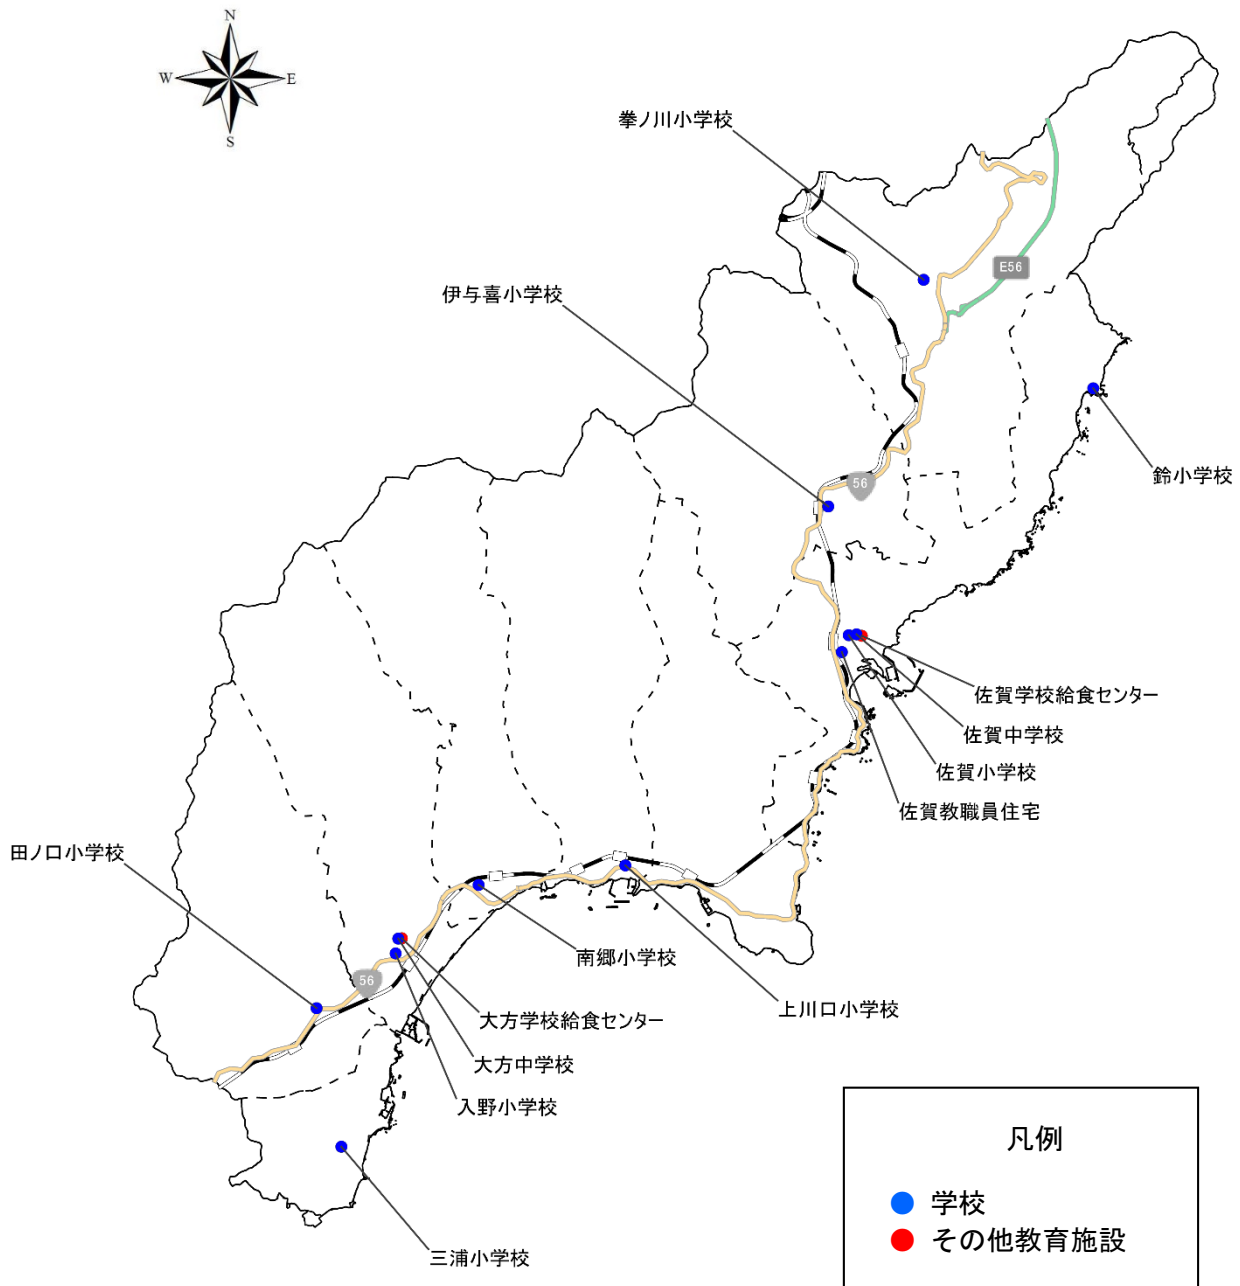 N
W
E
S
拳ノ川小学校
E56
伊与喜小学校
鈴小学校
56
佐賀学校給食センター
佐賀中学校
佐賀小学校
佐賀教職員住宅
田ノ口小学校
南郷小学校
56
上川口小学校
大方学校給食センター
大方中学校
入野小学校
三浦小学校
凡例
学校
その他教育施設